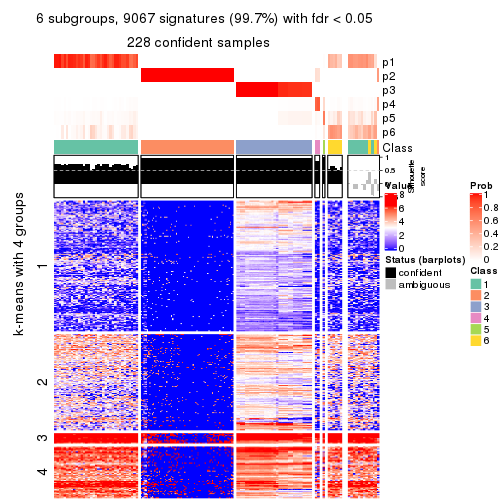 6 subgroups, 9067 signatures (99.7%) with fdr < 0.05
228 confident samples
p1
p2
p3
p4
p5
p6
Class
1
0.5
0
Silhouette
score
k-means with 4 groups
1
2
3
4
Value
8
6
4
2
0
Status (barplots)
confident
ambiguous
Prob
1
0.8
0.6
0.4
0.2
0
Class
1
2
3
4
5
6